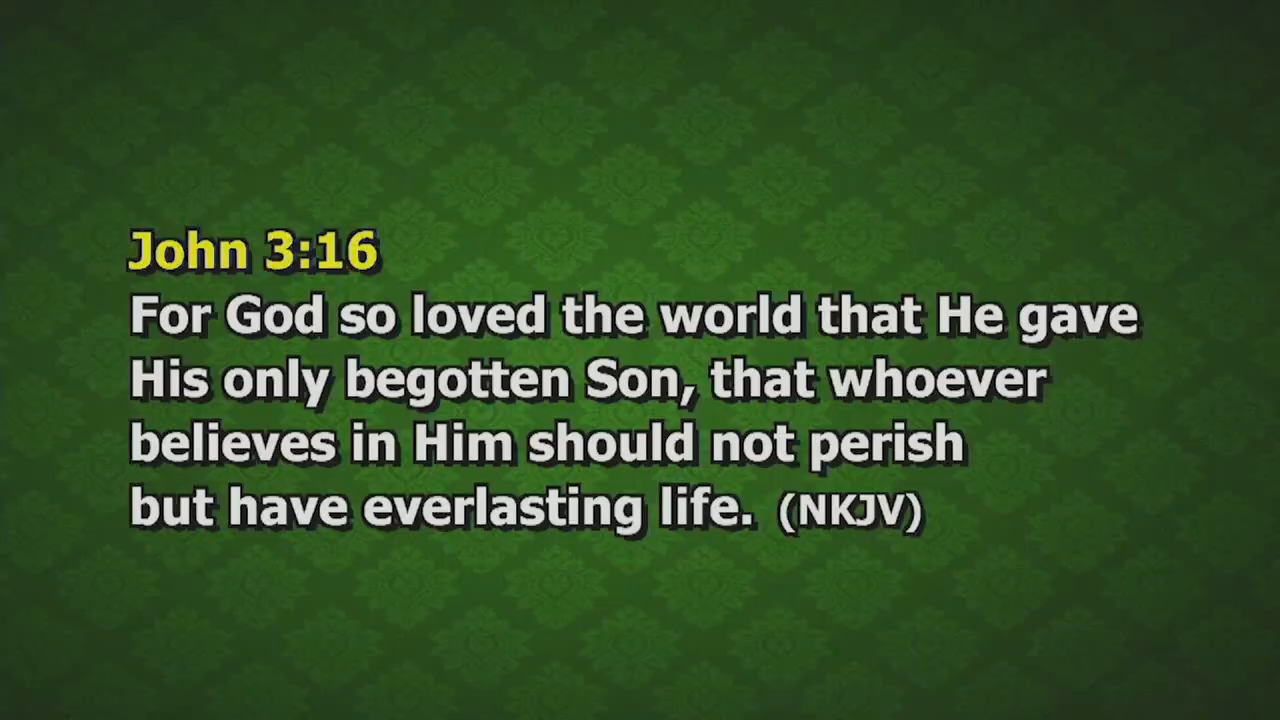 John 3:16
For God so loved the world that He gave
His only begotten Son, that whoever
believes in Him should not perish
but have everlasting life. (NKJV)